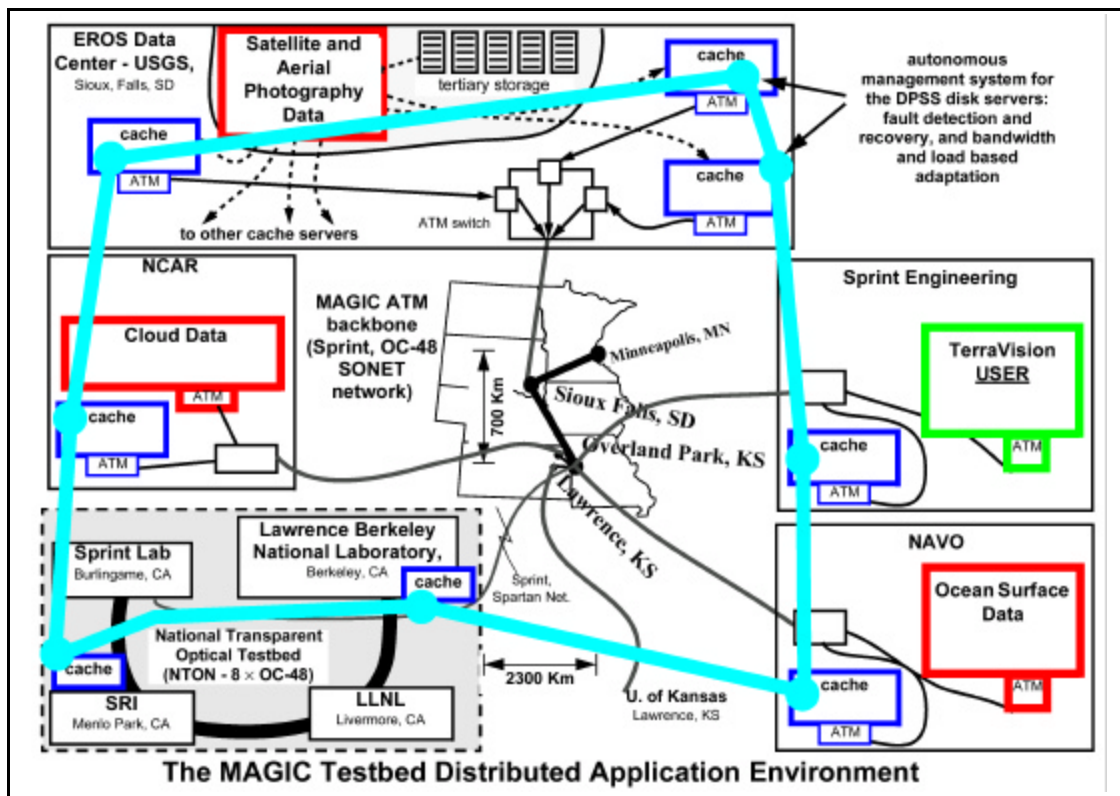 EROS Data
Center - USGS,
Sioux, Falls, SD
Satellite and
Aerial
Photography
Data
tertiary storage
cache
ATM
cache
ATM
cache
ATM
ATM switch
to other cache servers
autonomous
management system for
the DPSS disk servers:
fault detection and
recovery, and bandwidth
and load based
adaptation
NCAR
Cloud Data
ATM
cache
ATM
MAGIC ATM
backbone
(Sprint, OC-48
SONET
network)
700 Km
Minneapolis, MN
Sioux Falls, SD
Overland Park, KS
Lawrence, KS
Sprint Engineering
TerraVision
USER
ATM
cache
ATM
Sprint Lab
Burlingame, CA
Lawrence Berkeley
National Laboratory,
Berkeley, CA
cache
Sprint,
Spartan Net.
National Transparent
Optical Testbed
(NTON - 8 × OC-48)
cache
SRI
Menlo Park, CA
LLNL
Livermore, CA
2300 Km
U. of Kansas
Lawrence, KS
NAVO
Ocean Surface
Data
ATM
cache
ATM
The MAGIC Testbed Distributed Application Environment